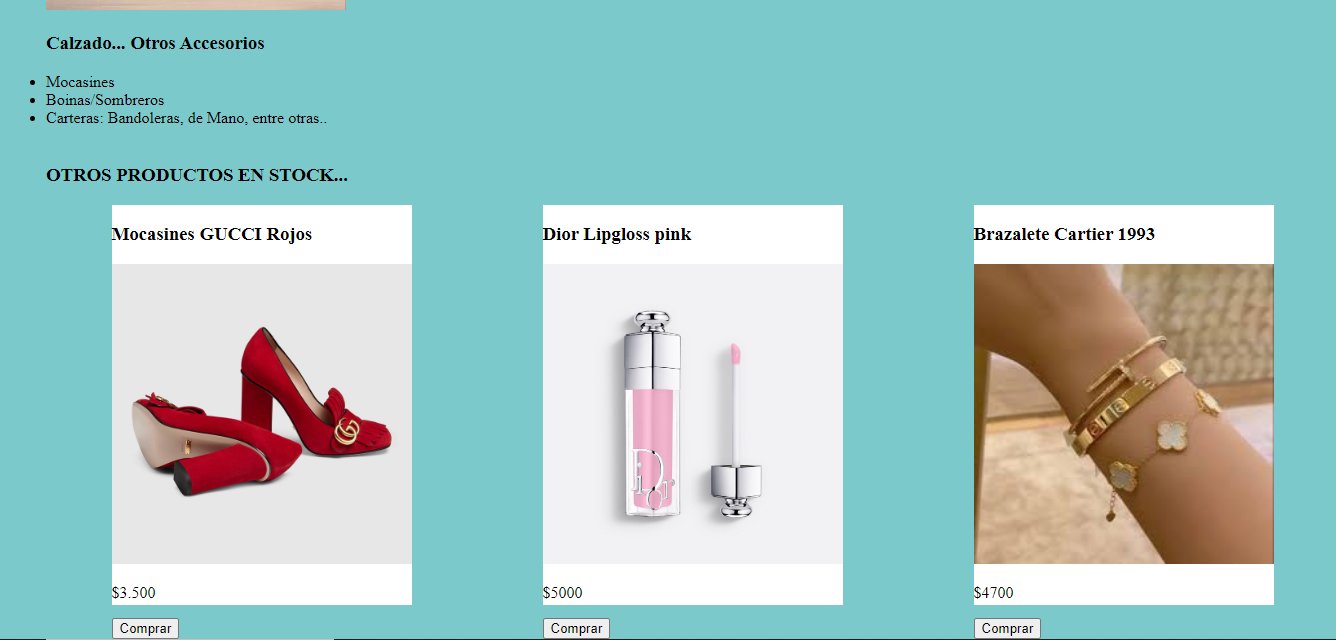 Calzado... Otros Accesorios
Mocasines
Boinas/Sombreros
Carteras: Bandoleras, de Mano, entre otras..
OTROS PRODUCTOS EN STOCK...
Mocasines GUCCI Rojos
Dior Lipgloss pink
Brazalete Cartier 1993
Dior
$3.500
$5000
$4700
Comprar
Comprar
Comprar